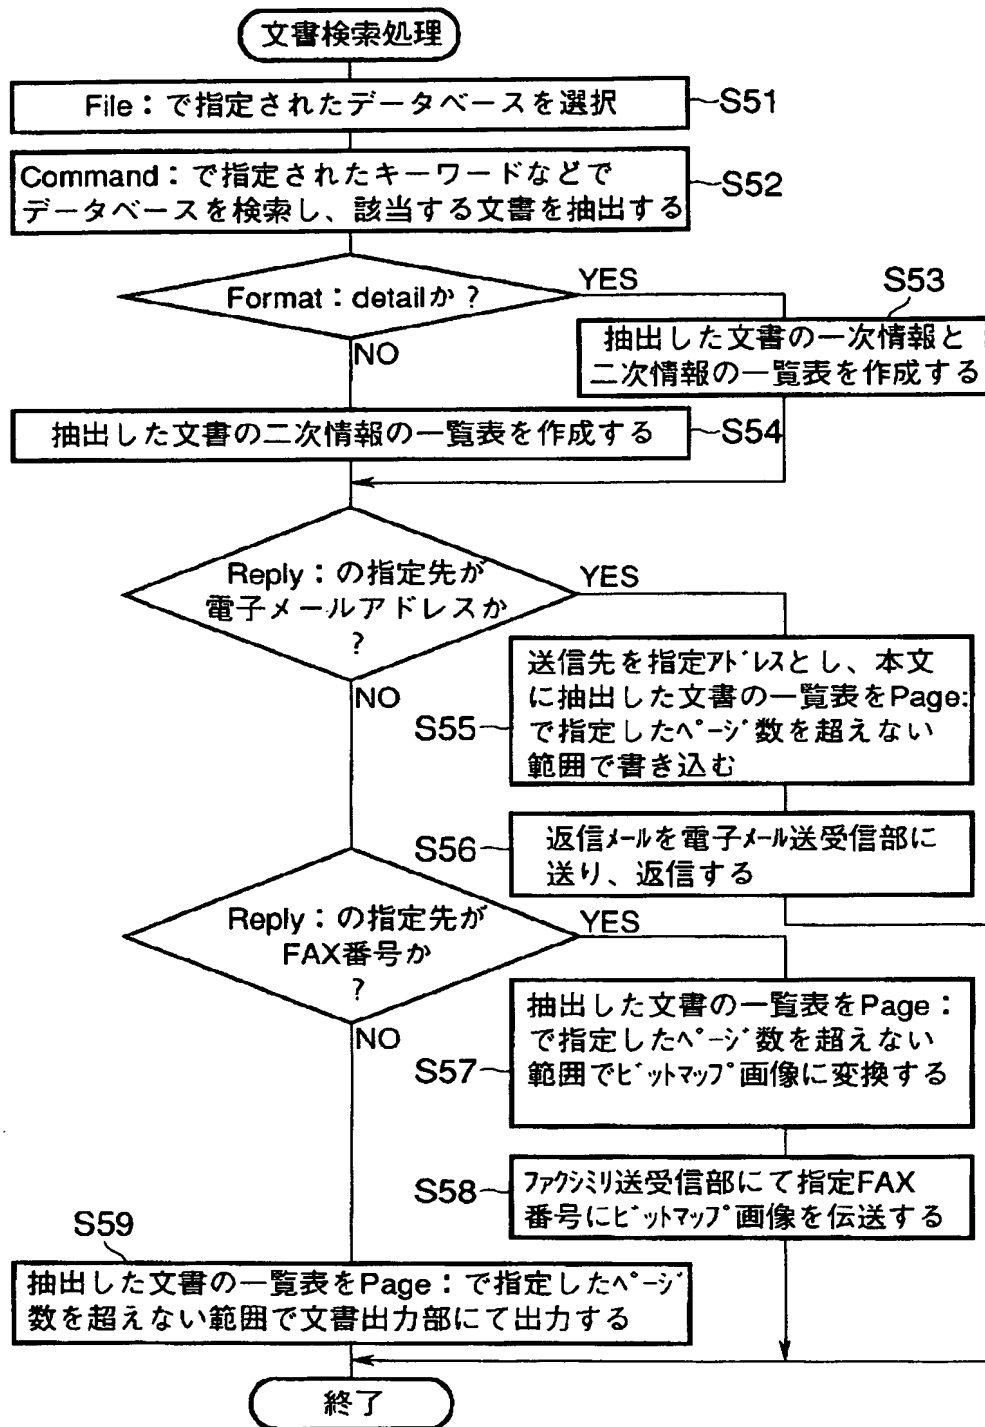 文書検索処理
File：で指定されたデータベースを選択
S51
Command：で指定されたキーワードなどで
データベースを検索し、該当する文書を抽出する
S52
Format：detailか？
YES
NO
S53
抽出した文書の一次情報と
二次情報の一覧表を作成する
抽出した文書の二次情報の一覧表を作成する
S54
Reply：の指定先が
電子メールアドレスか
？
YES
NO
S55
送信先を指定ｱﾄﾞﾚｽとし、本文
に抽出した文書の一覧表をPage:
で指定したﾍﾟｰｼﾞ数を超えない
範囲で書き込む
S56
返信ﾒｰﾙを電子ﾒｰﾙ送受信部に
送り、返信する
Reply：の指定先が
FAX番号か
？
YES
NO
S57
抽出した文書の一覧表をPage：
で指定したﾍﾟｰｼﾞ数を超えない
範囲でﾋﾞｯﾄﾏｯﾌﾟ画像に変換する
S58
ﾌｧｸｼﾐﾘ送受信部にて指定FAX
番号にﾋﾞｯﾄﾏｯﾌﾟ画像を伝送する
S59
抽出した文書の一覧表をPage：で指定したﾍﾟｰｼﾞ
数を超えない範囲で文書出力部にて出力する
終了